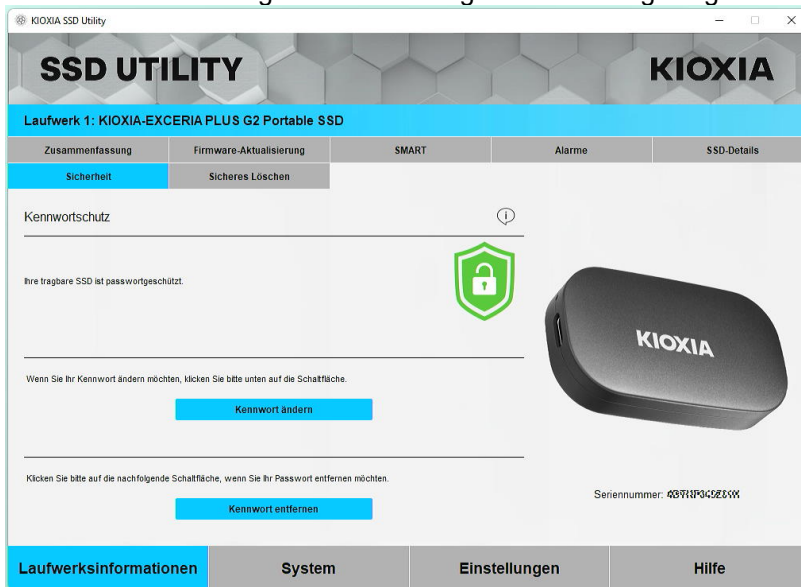 KIOXIA SSD Utility
SSD UTILITY
KIOXIA
Laufwerk 1: KIOXIA-EXCERIA PLUS G2 Portable SSD
Zusammenfassung Firmware-Aktualisierung SMART Alarme SSD-Details
Sicherheit Sicheres Löschen
Kennwortschutz
Ihre tragbare SSD ist passwortgeschützt.
KIOXIA
Wenn Sie Ihr Kennwort ändern möchten, klicken Sie bitte unten auf die Schaltfläche.
Kennwort ändern
Klicken Sie bitte auf die nachfolgende Schaltfläche, wenn Sie Ihr Passwort entfernen möchten.
Seriennummer:
Kennwort entfernen
Laufwerksinformationen System Einstellungen Hilfe